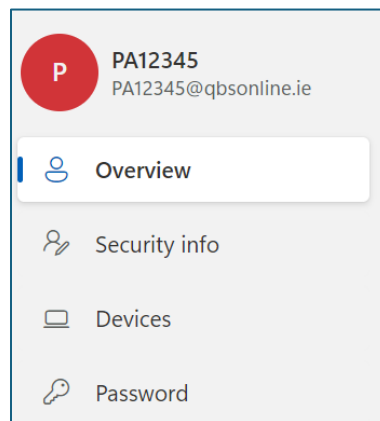 P
PA12345
PA12345@qbsonline.ie
Overview
Security info
Devices
Password